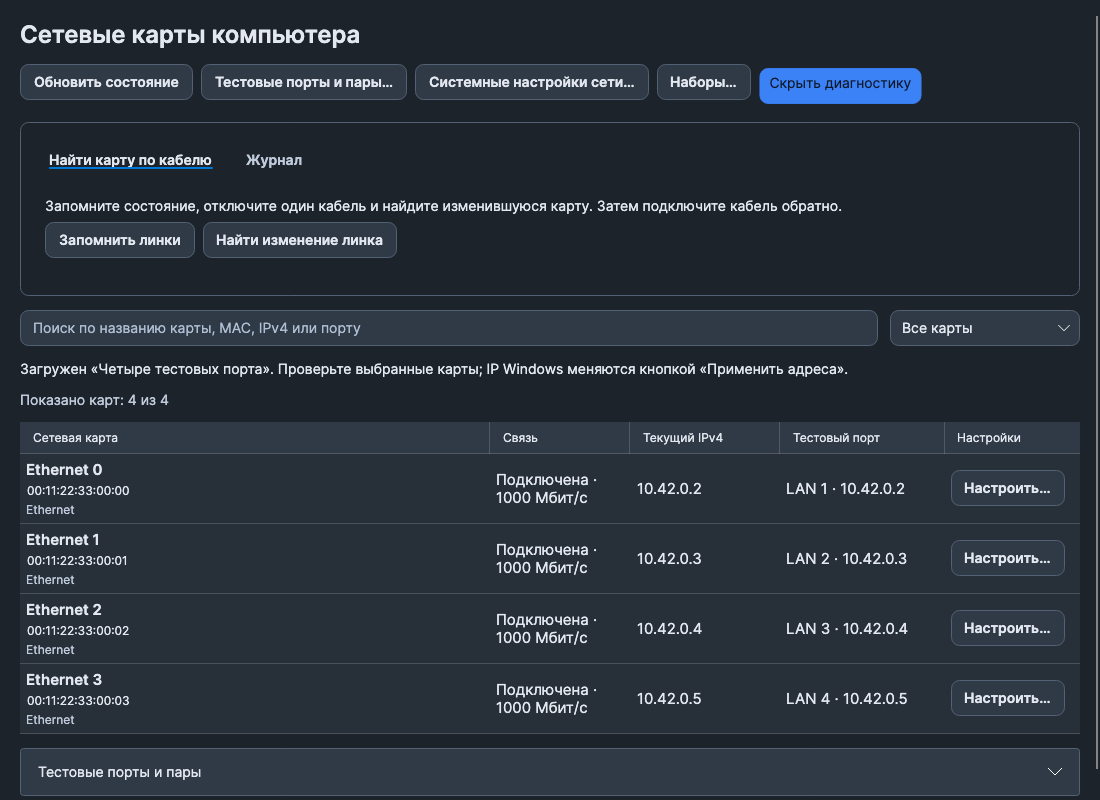 Сетевые карты компьютера
Обновить состояние
Тестовые порты и пары...
Системные настройки сети...
Наборы...
Скрыть диагностику
Найти карту по кабелю
Журнал
Запомните состояние, отключите один кабель и найдите изменившуюся карту. Затем подключите кабель обратно.
Запомнить линки
Найти изменение линка
Поиск по названию карты, MAC, IPv4 или порту
Все карты
Загружен «Четыре тестовых порта». Проверьте выбранные карты; IP Windows меняются кнопкой «Применить адреса».
Показано карт: 4 из 4
Сетевая карта
Связь
Текущий IPv4
Тестовый порт
Настройки
Ethernet 0
00:11:22:33:00:00
Ethernet
Подключена ·
1000 Мбит/с
10.42.0.2
LAN 1 · 10.42.0.2
Настроить...
Ethernet 1
00:11:22:33:00:01
Ethernet
Подключена ·
1000 Мбит/с
10.42.0.3
LAN 2 · 10.42.0.3
Настроить...
Ethernet 2
00:11:22:33:00:02
Ethernet
Подключена ·
1000 Мбит/с
10.42.0.4
LAN 3 · 10.42.0.4
Настроить...
Ethernet 3
00:11:22:33:00:03
Ethernet
Подключена ·
1000 Мбит/с
10.42.0.5
LAN 4 · 10.42.0.5
Настроить...
Тестовые порты и пары